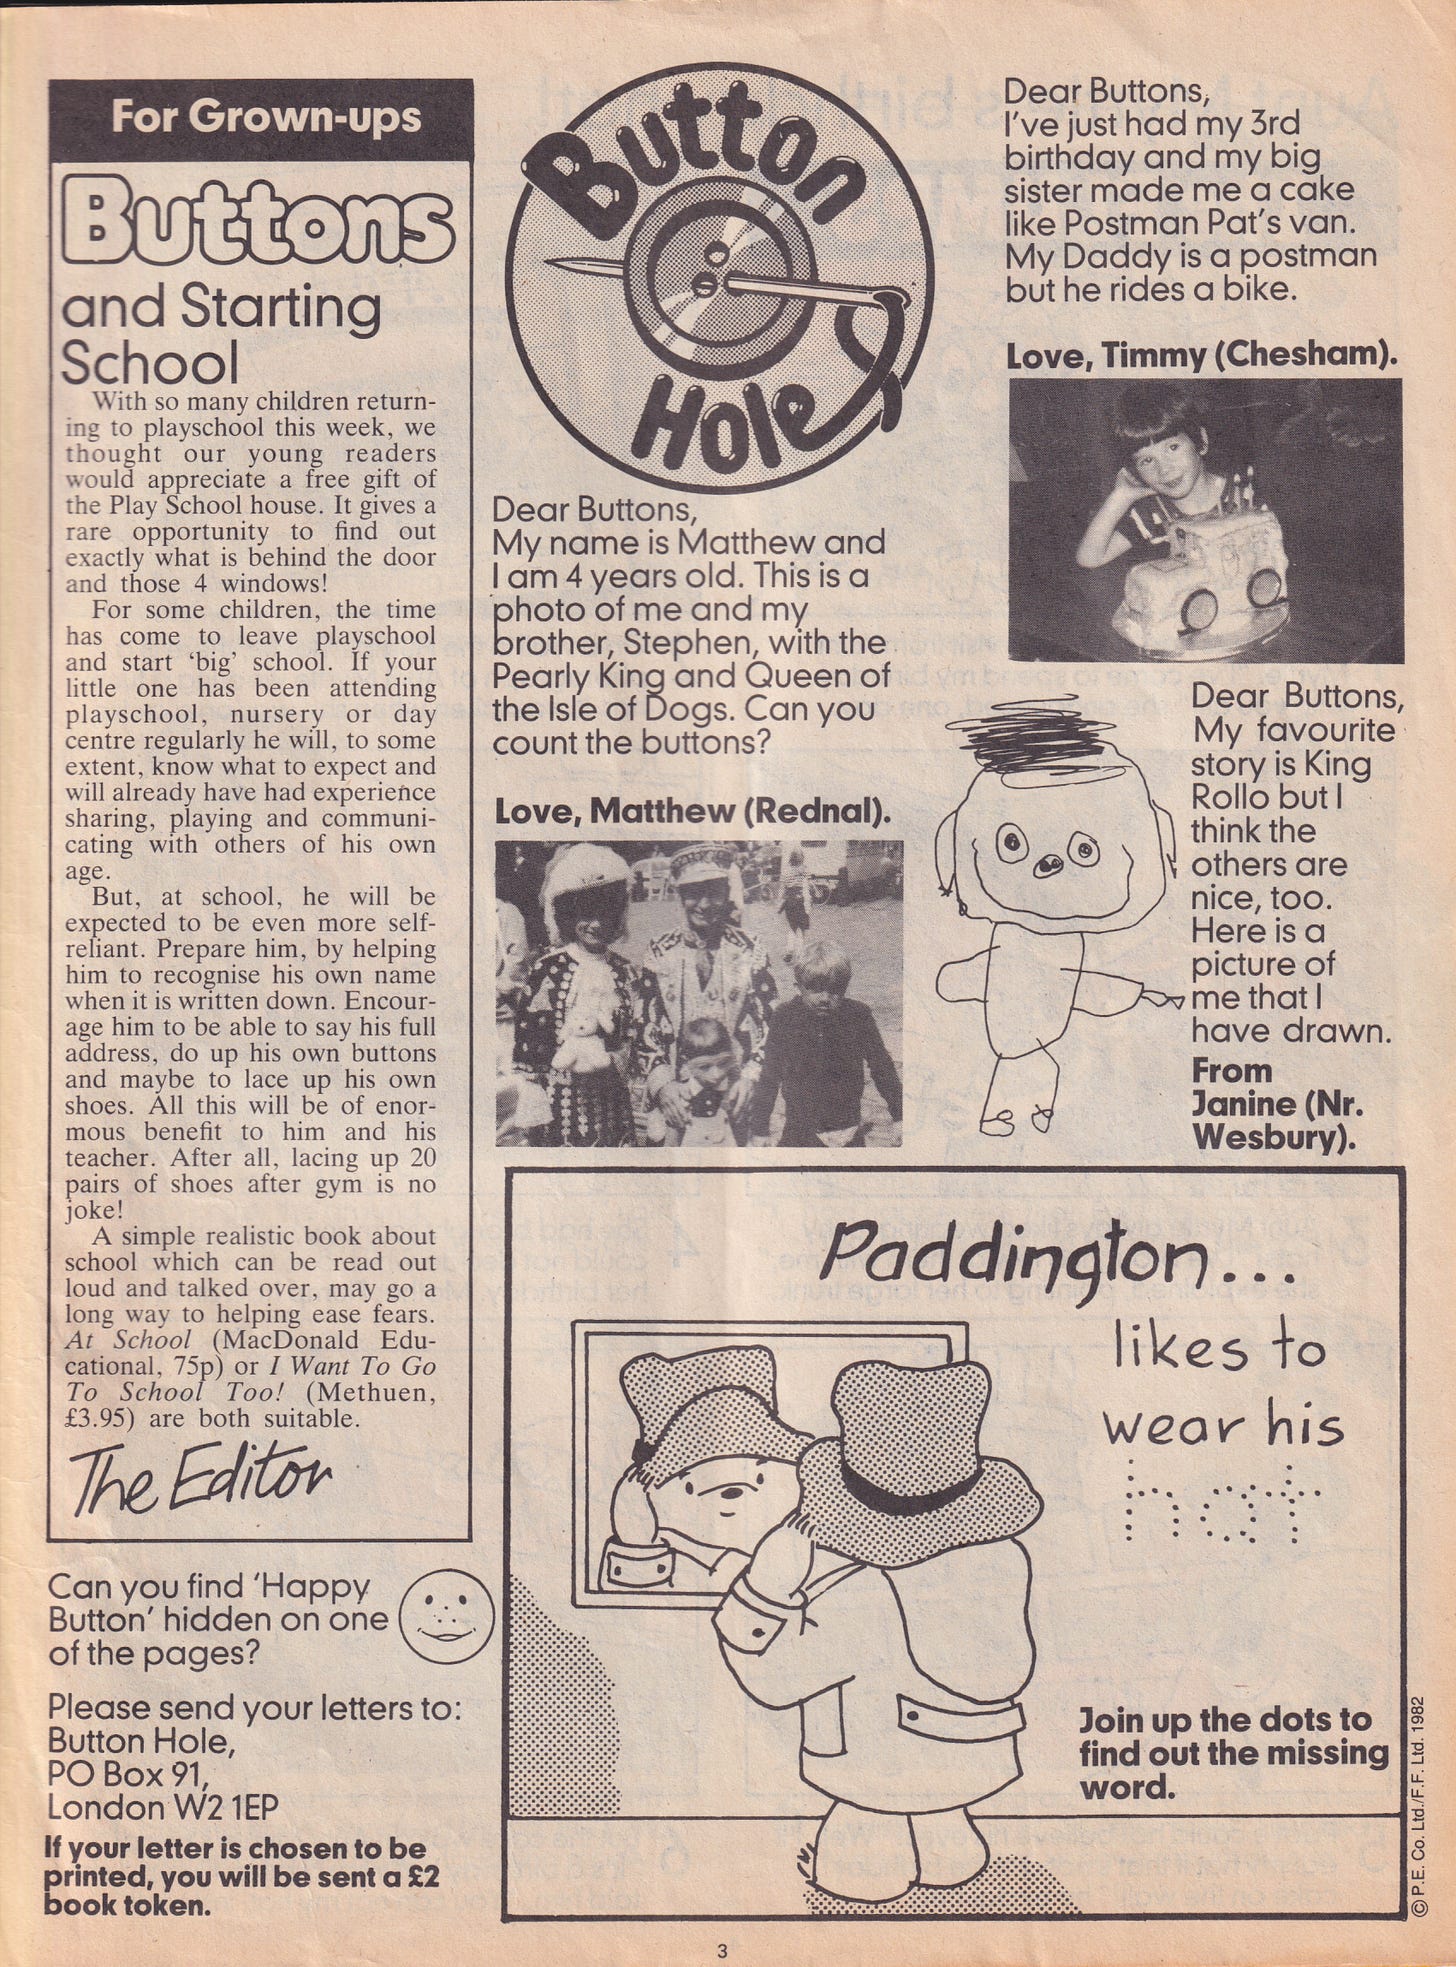 For Grown-ups
Buttons
and Starting
School
With so many children return-
ing to playschool this week, we
thought our young readers
would appreciate a free gift of
the Play School house. It gives a
rare opportunity to find out
exactly what is behind the door
and those 4 windows!
For some children, the time
has come to leave playschool
and start ‘big’ school. If your
little one has been attending
playschool, nursery or day
centre regularly he will, to some
extent, know what to expect and
will already have had experience
sharing, playing and communi-
cating with others of his own
age.
But, at school, he will be
expected to be even more self-
reliant. Prepare him, by helping
him to recognise his own name
when it is written down. Encour-
age him to be able to say his full
address, do up his own buttons
and maybe to lace up his own
shoes. All this will be of enor-
mous benefit to him and his
teacher. After all, lacing up 20
pairs of shoes after gym is no
joke!
A simple realistic book about
school which can be read out
loud and talked over, may go a
long way to helping ease fears.
At School (MacDonald Edu-
cational, 75p) or I Want To Go
To School Too! (Methuen,
£3.95) are both suitable.
The Editor
Can you find ‘Happy
Button’ hidden on one
of the pages?
Please send your letters to:
Button Hole,
PO Box 91,
London W2 1EP
If your letter is chosen to be
printed, you will be sent a £2
book token.
Button
Hole
Dear Buttons,
My name is Matthew and
I am 4 years old. This is a
photo of me and my
brother, Stephen, with the
Pearly King and Queen of
the Isle of Dogs. Can you
count the buttons?
Love, Matthew (Rednal).
Dear Buttons,
I’ve just had my 3rd
birthday and my big
sister made me a cake
like Postman Pat’s van.
My Daddy is a postman
but he rides a bike.
Love, Timmy (Chesham).
Dear Buttons,
My favourite
story is King
Rollo but I
think the
others are
nice, too.
Here is a
picture of
me that I
have drawn.
From
Janine (Nr.
Wesbury).
Paddington...
likes to
wear his
hat
Join up the dots to
find out the missing
word.
© P.E. Co. Ltd./F.F. Ltd. 1982
3